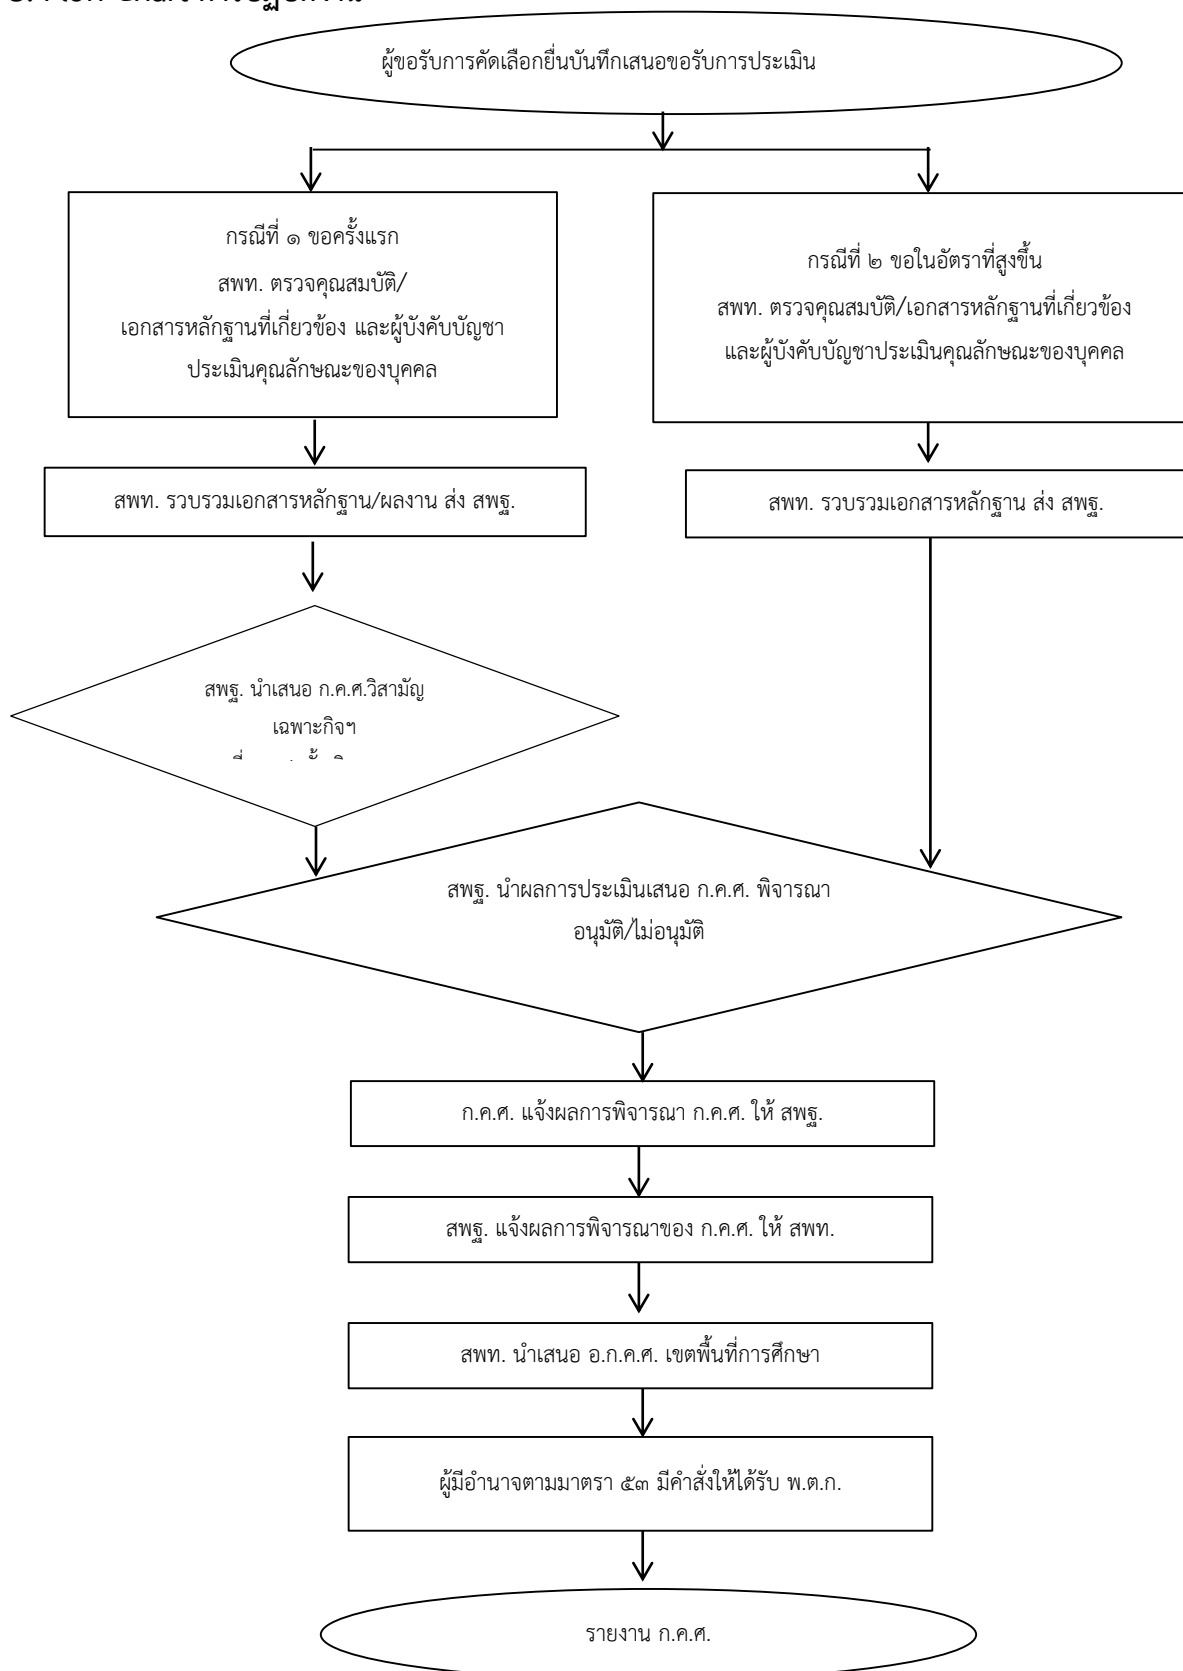 ผู้ขอรับการคัดเลือกยื่นบันทึกเสนอขอรับการประเมิน
กรณีที่ ๑ ขอครั้งแรก
สพท. ตรวจคุณสมบัติ/
เอกสารหลักฐานที่เกี่ยวข้อง และผู้บังคับบัญชา
ประเมินคุณลักษณะของบุคคล
กรณีที่ ๒ ขอในอัตราที่สูงขึ้น
สพท. ตรวจคุณสมบัติ/เอกสารหลักฐานที่เกี่ยวข้อง
และผู้บังคับบัญชาประเมินคุณลักษณะของบุคคล
สพท. รวบรวมเอกสารหลักฐาน/ผลงาน ส่ง สพฐ.
สพท. รวบรวมเอกสารหลักฐาน ส่ง สพฐ.
สพฐ. นำเสนอ ก.ค.ศ.วิสามัญ
เฉพาะกิจฯ
สพฐ. นำผลการประเมินเสนอ ก.ค.ศ. พิจารณา
อนุมัติ/ไม่อนุมัติ
ก.ค.ศ. แจ้งผลการพิจารณา ก.ค.ศ. ให้ สพฐ.
สพฐ. แจ้งผลการพิจารณาของ ก.ค.ศ. ให้ สพท.
สพท. นำเสนอ อ.ก.ค.ศ. เขตพื้นที่การศึกษา
ผู้มีอำนาจตามมาตรา ๕๓ มีคำสั่งให้ได้รับ พ.ต.ก.
รายงาน ก.ค.ศ.